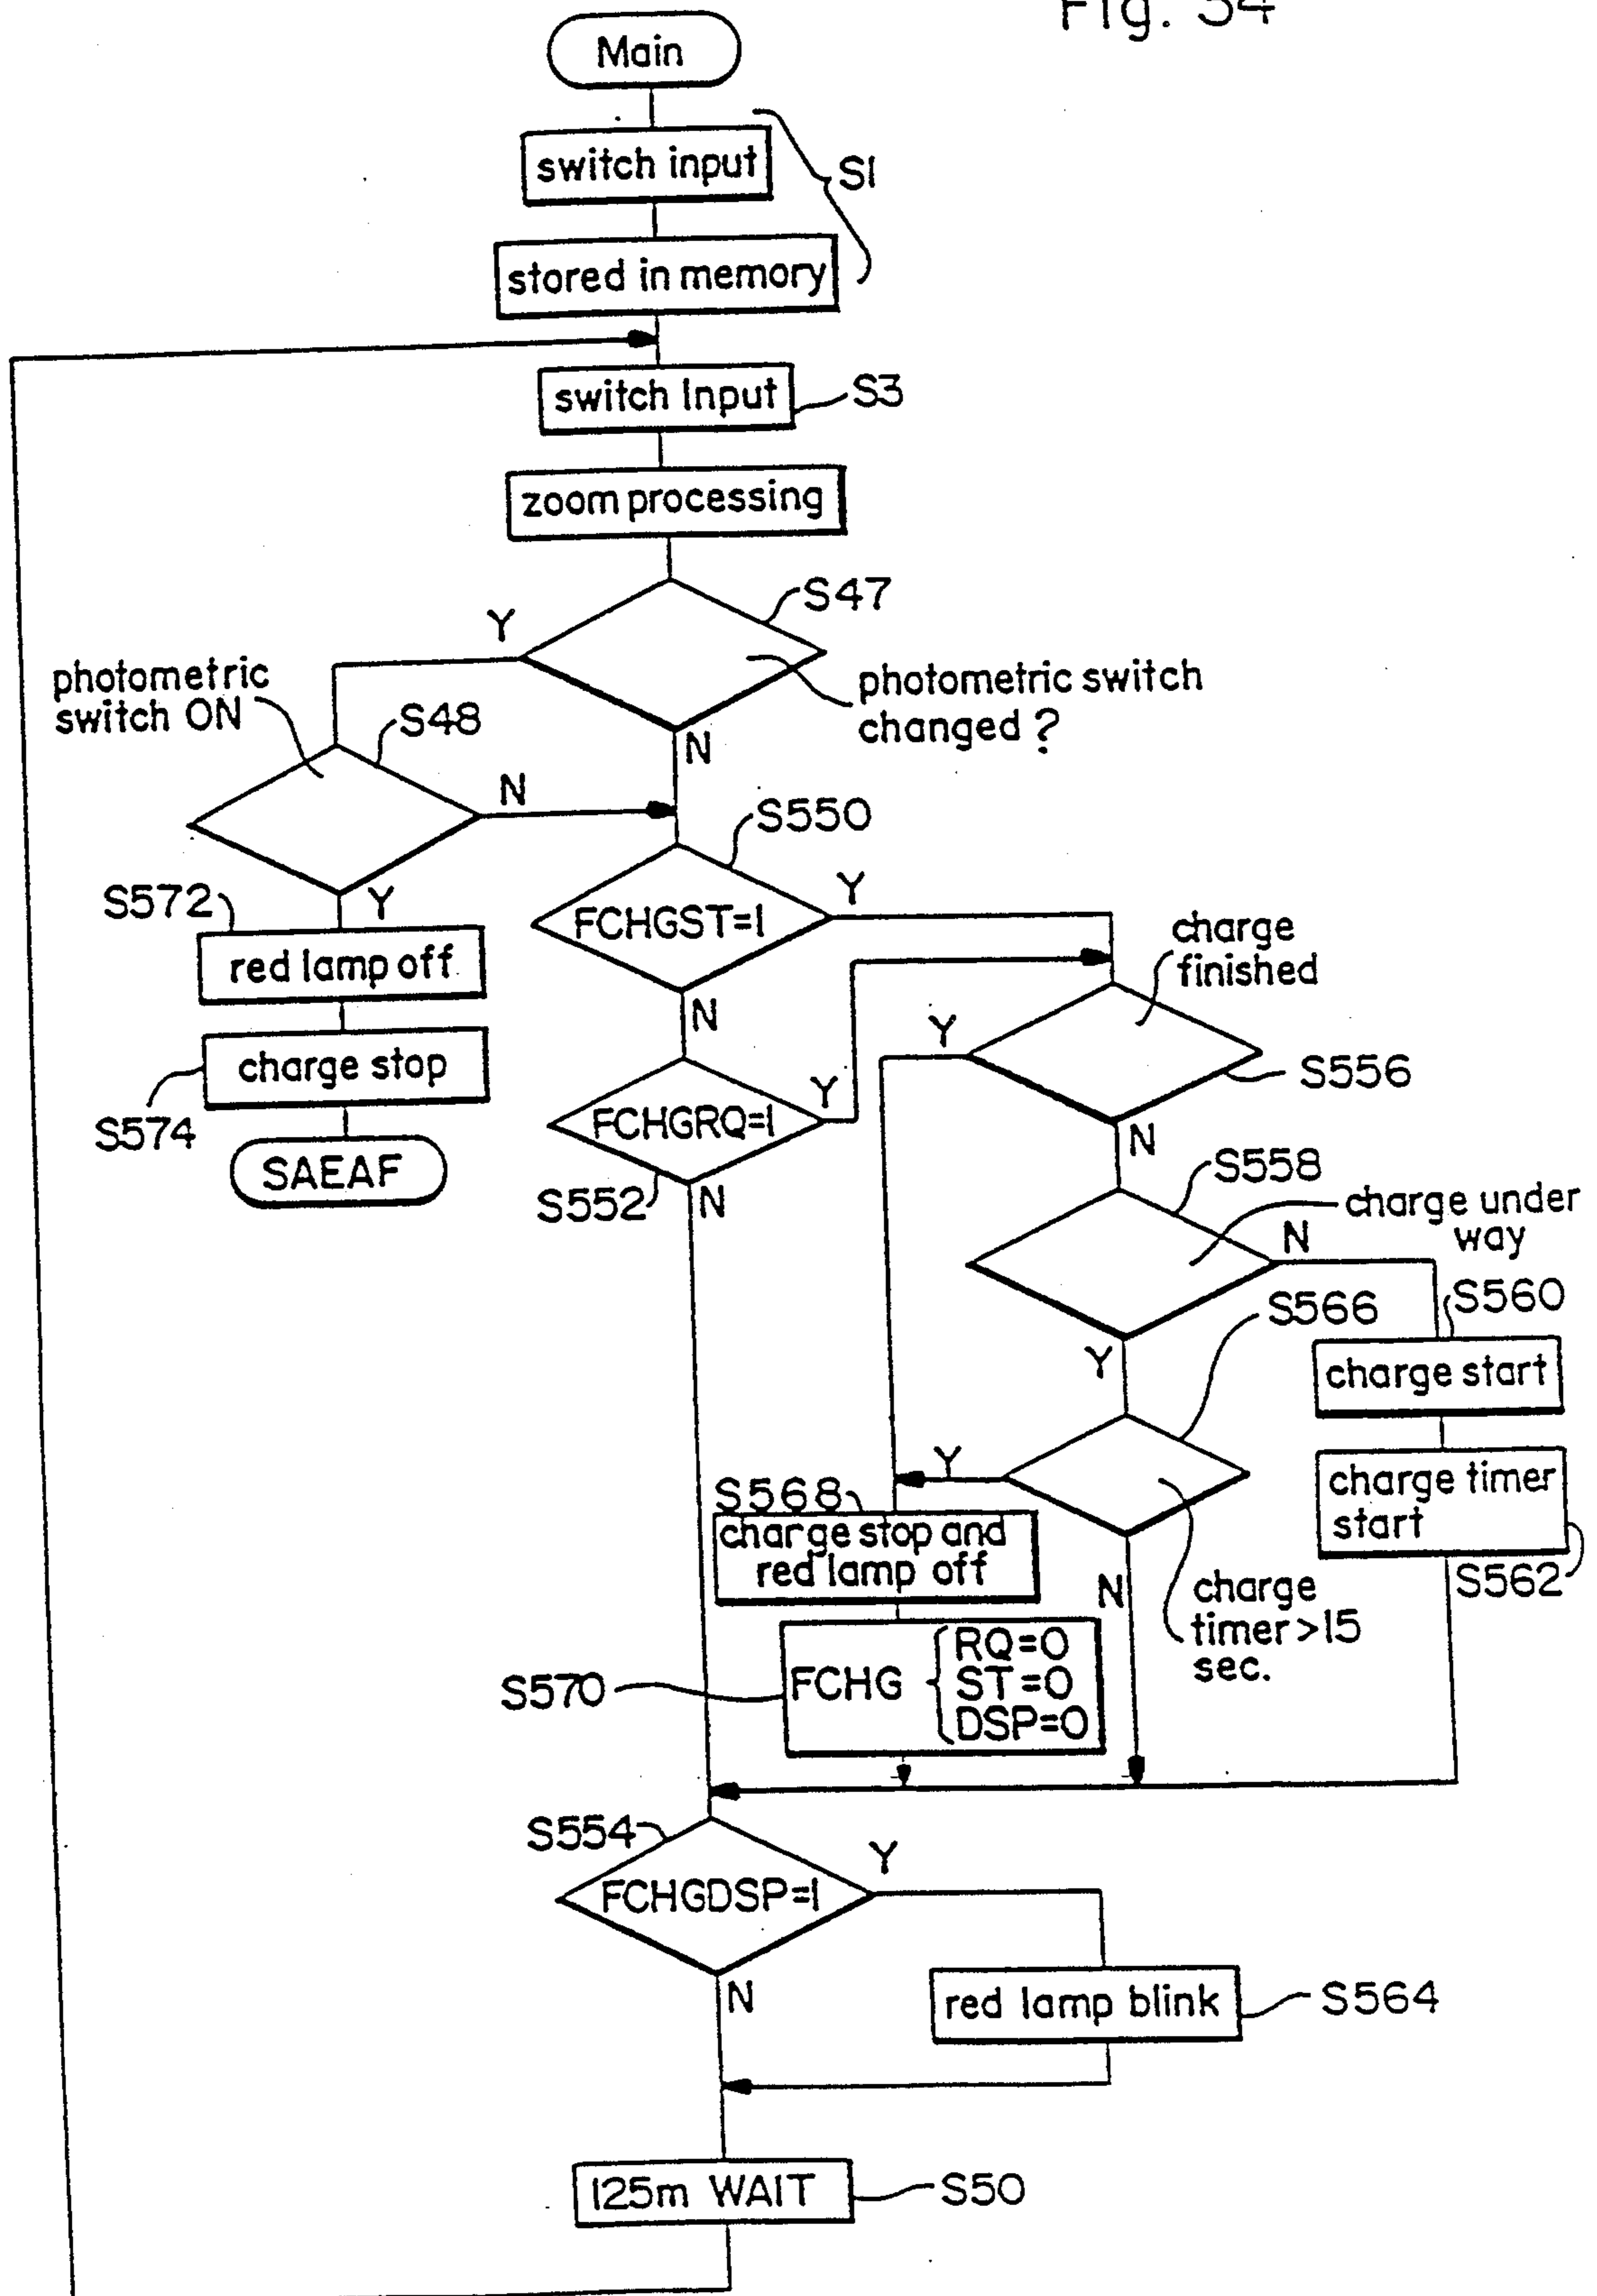 Fig. 34
Main
switch input
S1
stored in memory
switch Input
S3
zoom processing
S47
Y
photometric switch
changed ?
N
photometric
switch ON
S48
N
Y
S550
FCHGST=1
Y
N
S572
red lamp off
charge stop
S574
SAEAF
charge
finished
Y
S556
N
FCHGRQ=1
Y
S552
N
S558
charge under
way
N
Y
S560
charge start
S566
charge timer
start
S562
Y
N
charge
timer >15
sec.
S568
charge stop and
red lamp off
S570
FCHG
RQ=0
ST=0
DSP=0
S554
FCHGDSP=1
Y
N
red lamp blink
S564
125m WAIT
S50